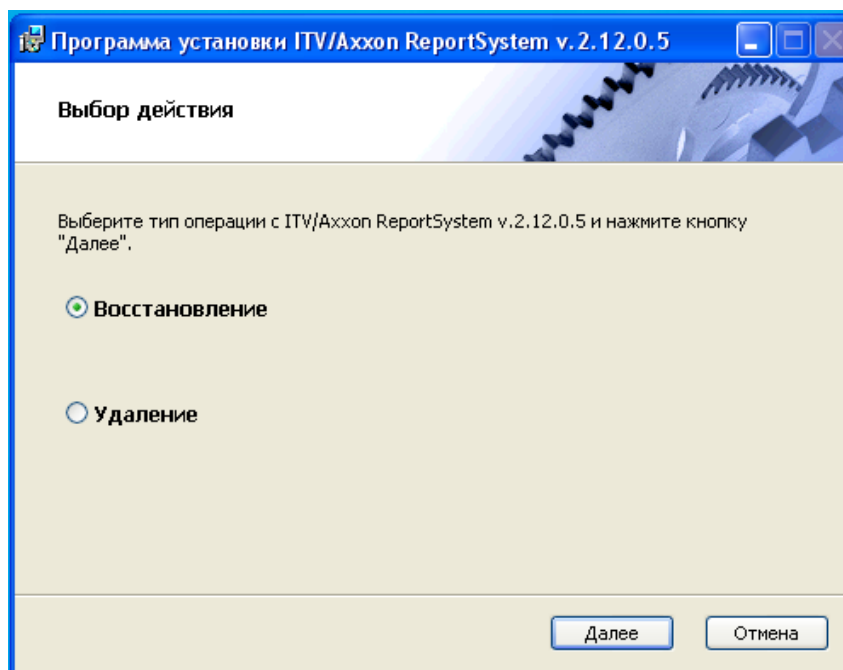 Программа установки ITV/Axxon ReportSystem v.2.12.0.5
Выбор действия
Выберите тип операции с ITV/Axxon ReportSystem v.2.12.0.5 и нажмите кнопку
"Далее".
Восстановление
Удаление
Далее
Отмена